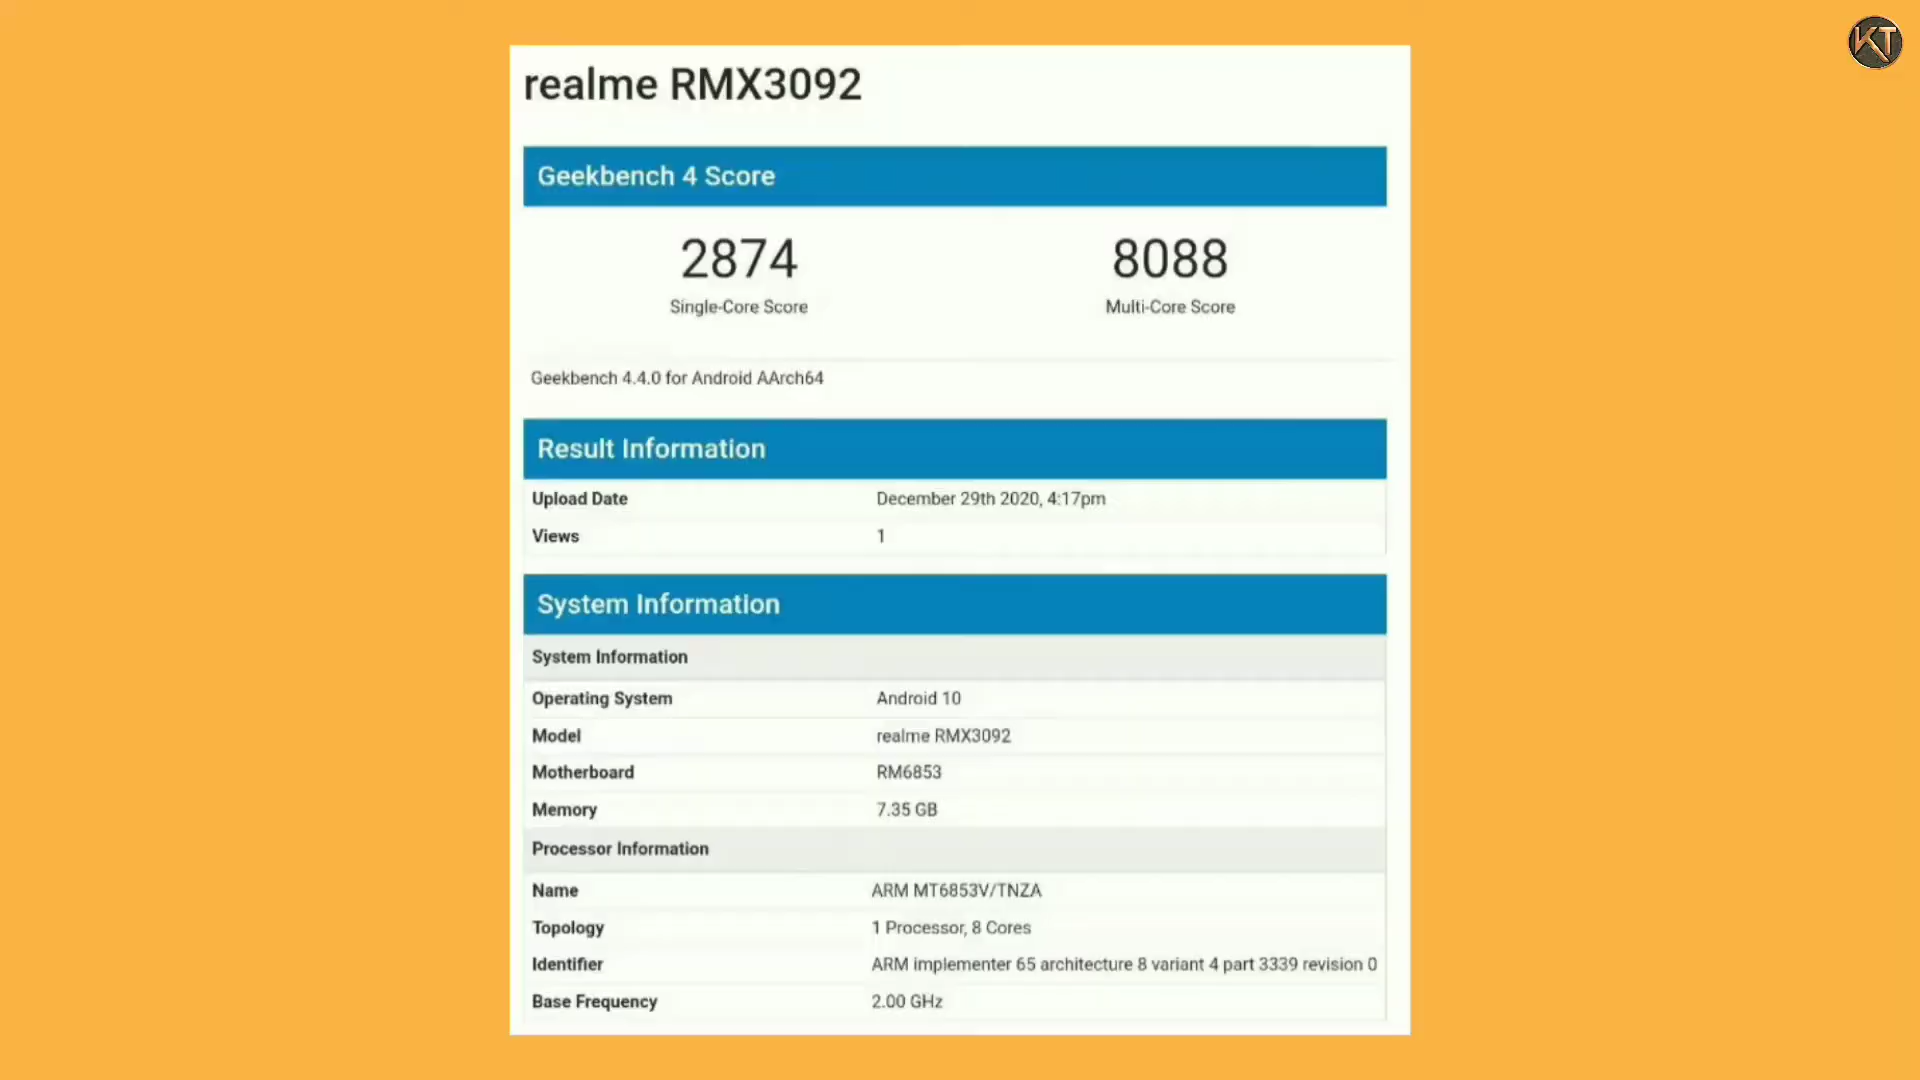 KT
realme RMX3092
Geekbench 4 Score
2874 8088
Single-Core Score Multi-Core Score
Geekbench 4.4.0 for Android AArch64
Result Information
Upload Date December 29th 2020, 4:17pm
Views 1
System Information
System Information
Operating System Android 10
Model realme RMX3092
Motherboard RM6853
Memory 7.35 GB
Processor Information
Name ARM MT6853V/TNZA
Topology 1 Processor, 8 Cores
Identifier ARM implementer 65 architecture 8 variant 4 part 3339 revision 0
Base Frequency 2.00 GHz